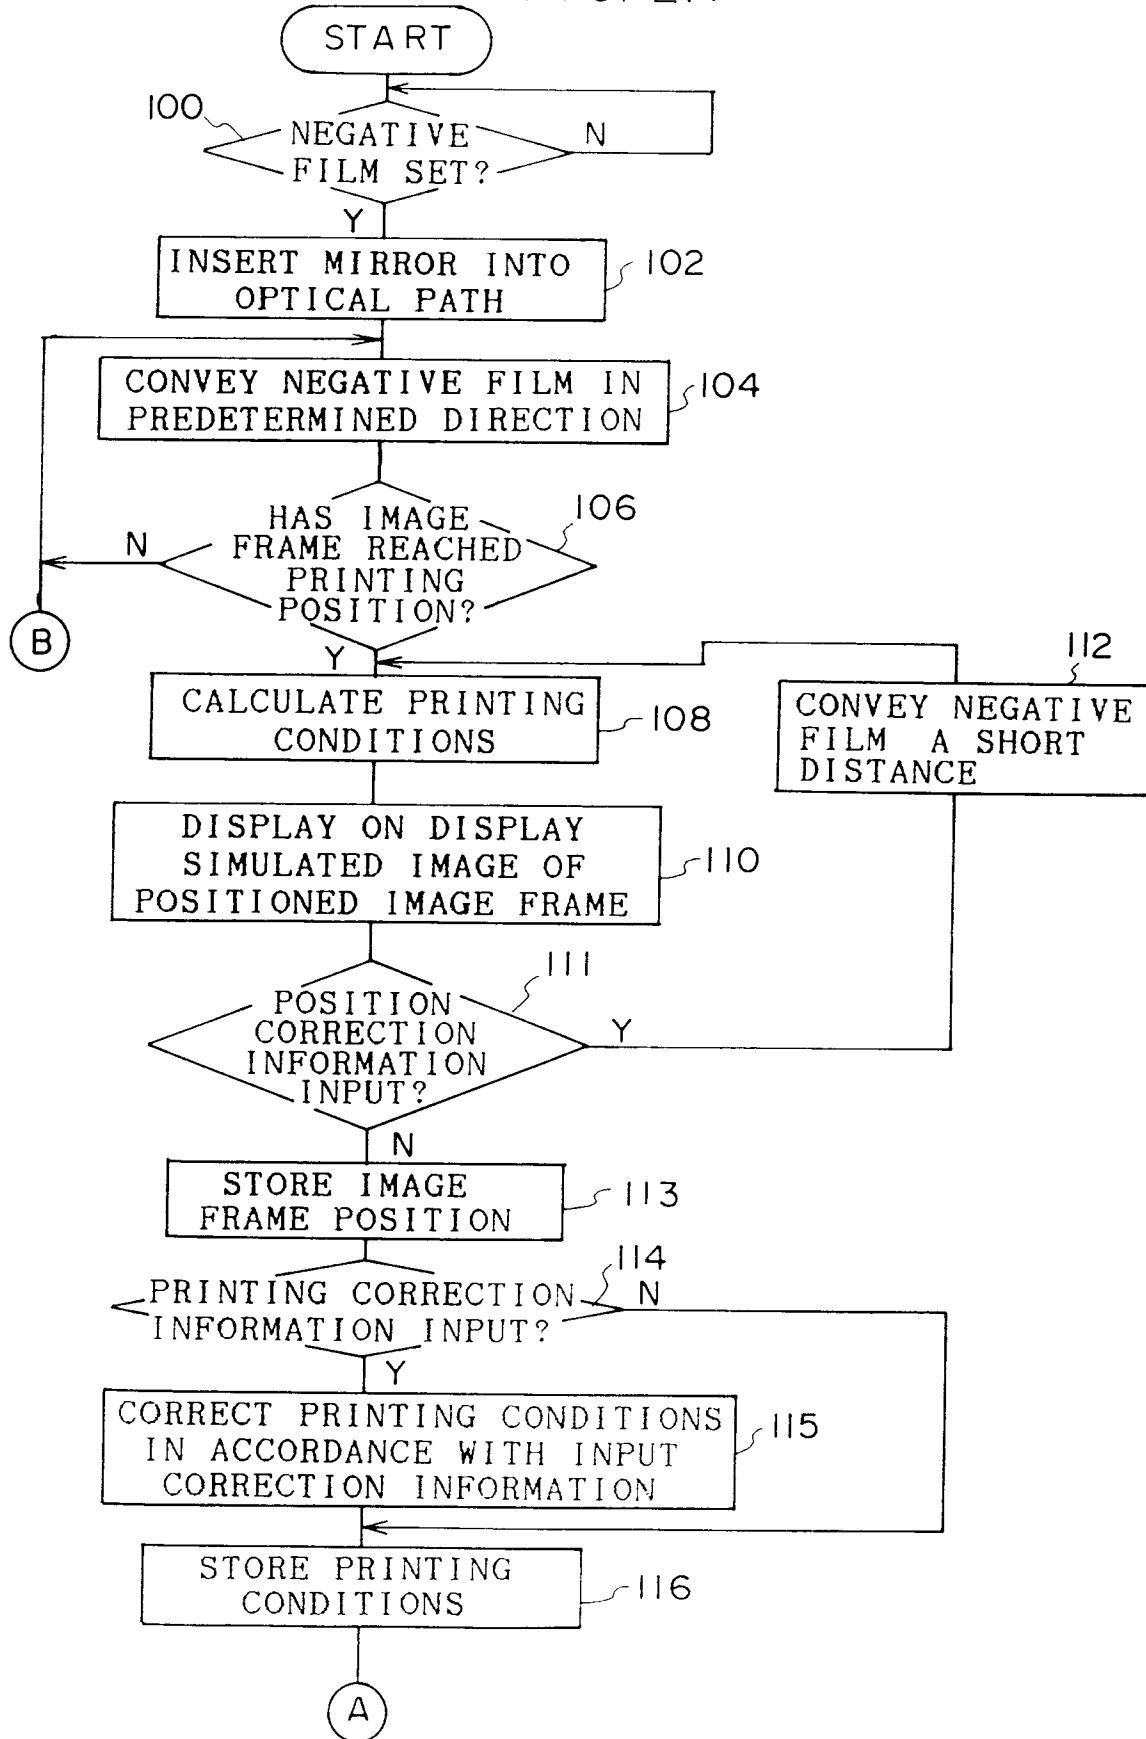 START
100
NEGATIVE
FILM SET?
N
Y
INSERT MIRROR INTO
OPTICAL PATH
102
CONVEY NEGATIVE FILM IN
PREDETERMINED DIRECTION
104
HAS IMAGE
FRAME REACHED
PRINTING
POSITION?
106
N
B
Y
CALCULATE PRINTING
CONDITIONS
108
112
CONVEY NEGATIVE
FILM A SHORT
DISTANCE
DISPLAY ON DISPLAY
SIMULATED IMAGE OF
POSITIONED IMAGE FRAME
110
111
POSITION
CORRECTION
INFORMATION
INPUT?
Y
N
STORE IMAGE
FRAME POSITION
113
114
PRINTING CORRECTION
INFORMATION INPUT?
N
Y
CORRECT PRINTING CONDITIONS
IN ACCORDANCE WITH INPUT
CORRECTION INFORMATION
115
STORE PRINTING
CONDITIONS
116
A